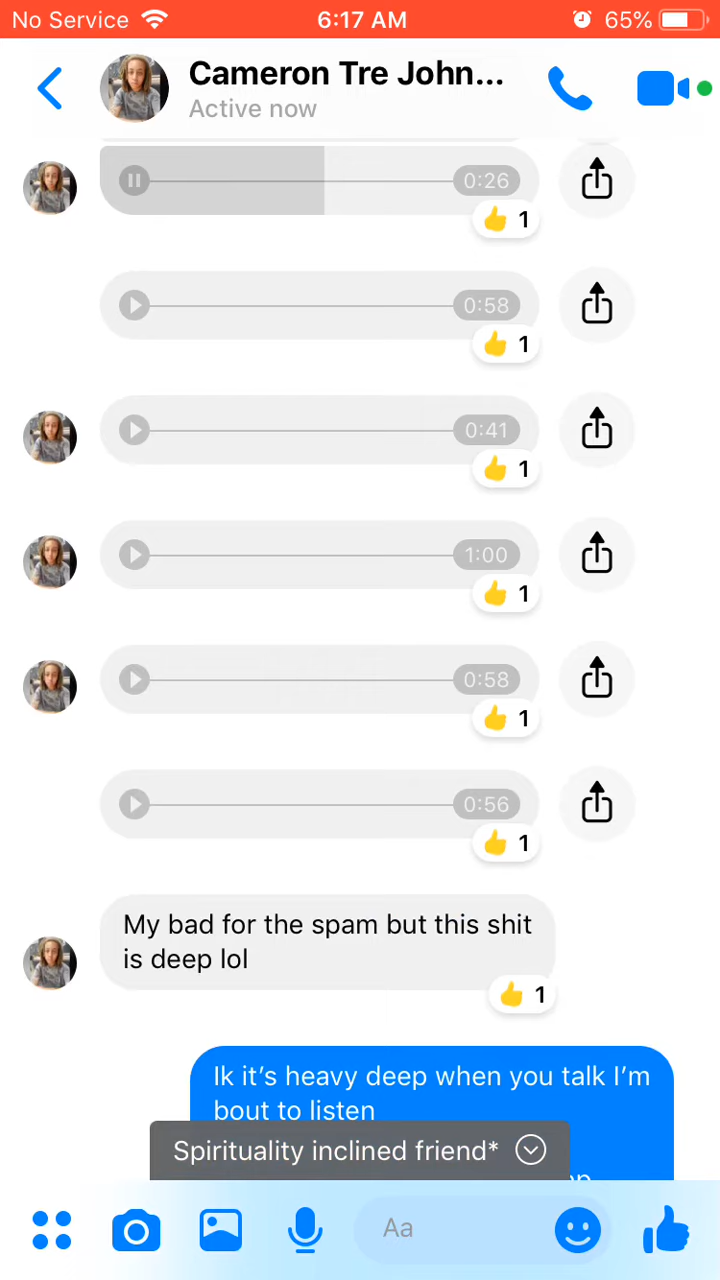 No Service 6:17 AM 65%
Cameron Tre John...
Active now
0:26
1
0:58
1
0:41
1
1:00
1
0:58
1
0:56
1
My bad for the spam but this shit
is deep lol
1
Ik it's heavy deep when you talk I'm
bout to listen
Spirituality inclined friend*
Aa